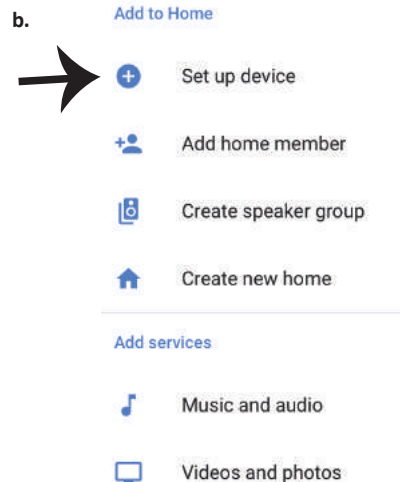 b.
Add to Home
Set up device
Add home member
Create speaker group
Create new home
Add services
Music and audio
Videos and photos